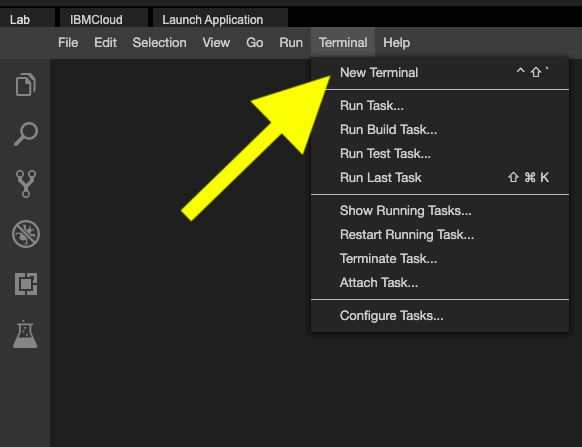 Lab IBMCloud Launch Application
File Edit Selection View Go Run Terminal Help
New Terminal ^ ⇧ `
Run Task...
Run Build Task...
Run Test Task...
Run Last Task ⇧ ⌘ K
Show Running Tasks...
Restart Running Task...
Terminate Task...
Attach Task...
Configure Tasks...